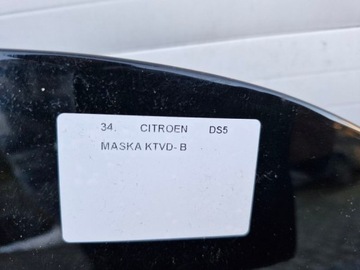 34. CITROEN DS5
MASKA KTVD- B